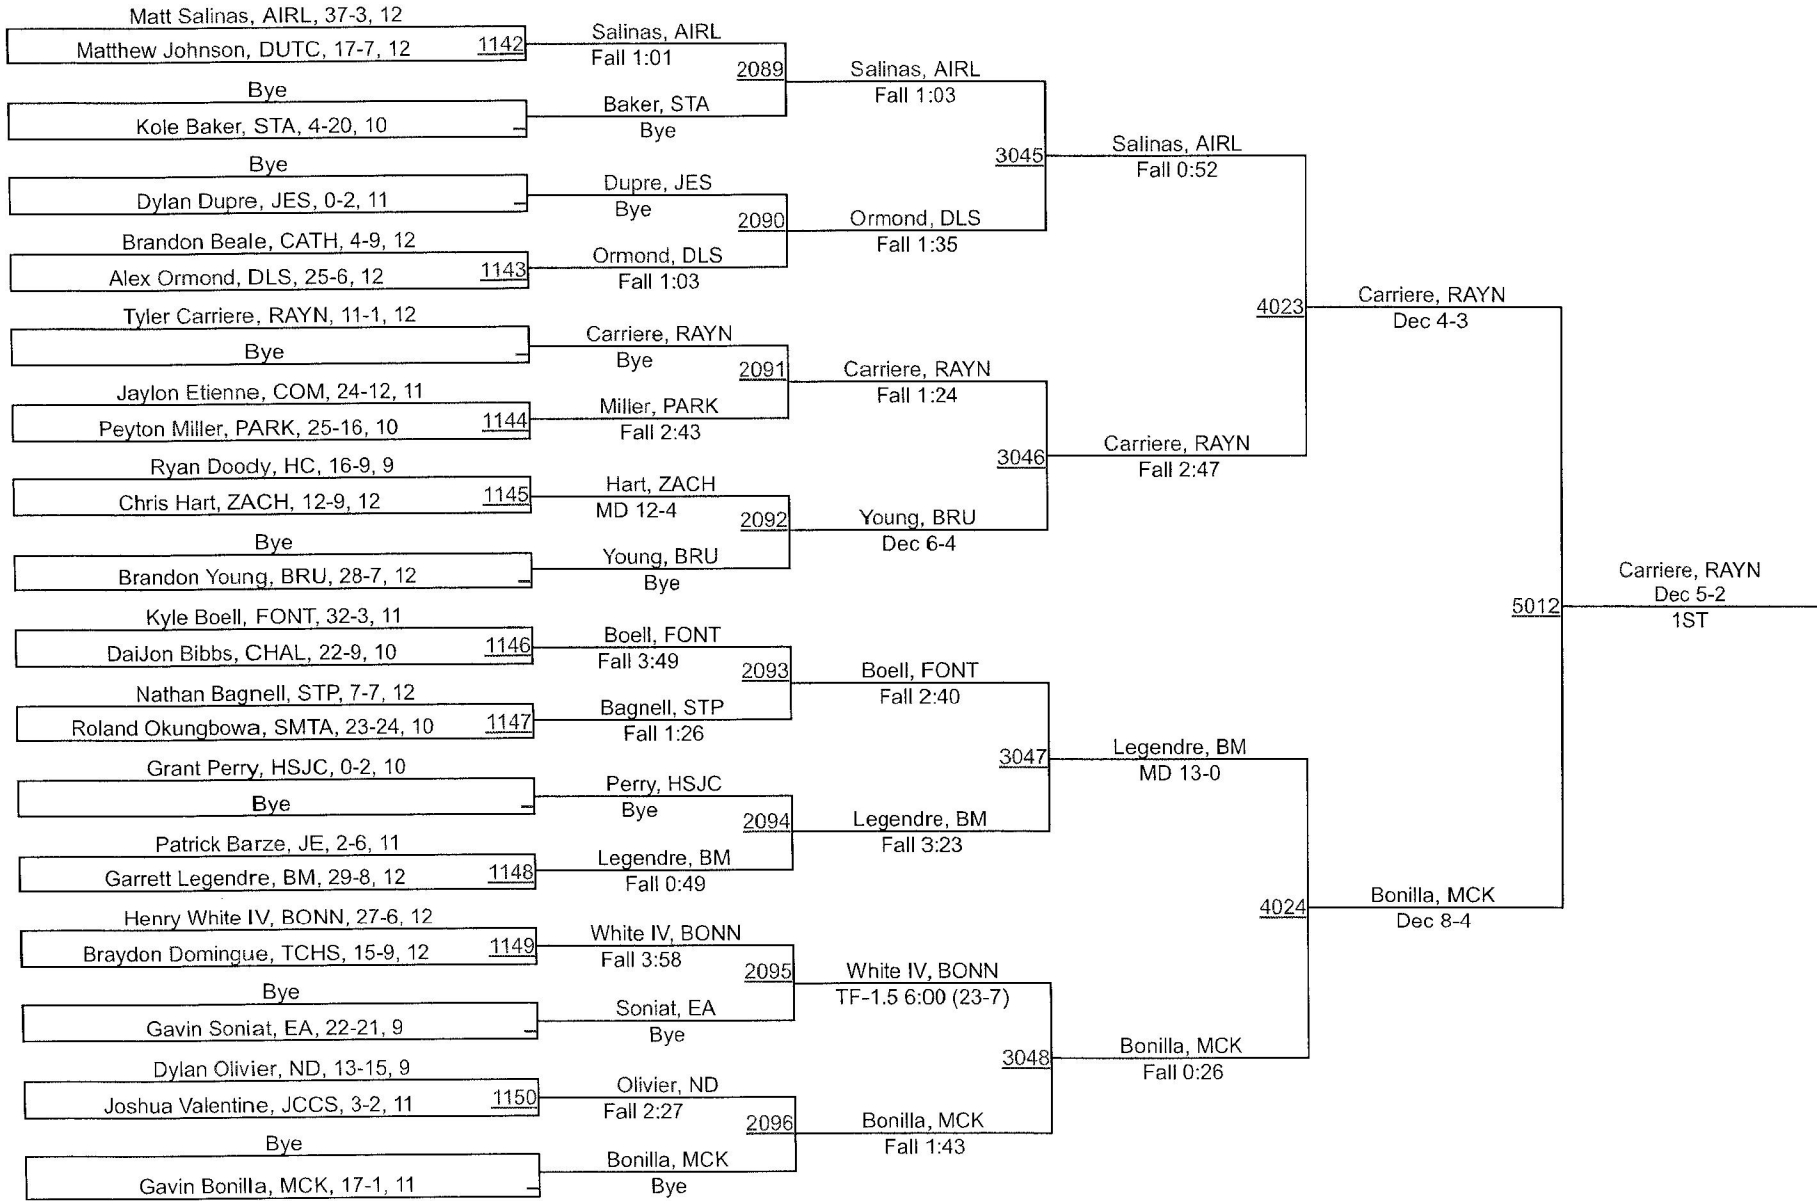 Matt Salinas, AIRL, 37-3, 12
Matthew Johnson, DUTC, 17-7, 12
1142
Bye
Kole Baker, STA, 4-20, 10
Bye
Dylan Dupre, JES, 0-2, 11
Brandon Beale, CATH, 4-9, 12
Alex Ormond, DLS, 25-6, 12
1143
Tyler Carriere, RAYN, 11-1, 12
Bye
Jaylon Etienne, COM, 24-12, 11
Peyton Miller, PARK, 25-16, 10
1144
Ryan Doody, HC, 16-9, 9
Chris Hart, ZACH, 12-9, 12
1145
Bye
Brandon Young, BRU, 28-7, 12
Kyle Boell, FONT, 32-3, 11
DaiJon Bibbs, CHAL, 22-9, 10
1146
Nathan Bagnell, STP, 7-7, 12
Roland Okungbowa, SMTA, 23-24, 10
1147
Grant Perry, HSJC, 0-2, 10
Bye
Patrick Barze, JE, 2-6, 11
Garrett Legendre, BM, 29-8, 12
1148
Henry White IV, BONN, 27-6, 12
Braydon Domingue, TCHS, 15-9, 12
1149
Bye
Gavin Soniat, EA, 22-21, 9
Dylan Olivier, ND, 13-15, 9
Joshua Valentine, JCCS, 3-2, 11
1150
Bye
Gavin Bonilla, MCK, 17-1, 11
Salinas, AIRL
Fall 1:01
2089
Baker, STA
Bye
Dupre, JES
Bye
2090
Ormond, DLS
Fall 1:03
Carriere, RAYN
Bye
2091
Miller, PARK
Fall 2:43
Hart, ZACH
MD 12-4
2092
Young, BRU
Bye
Boell, FONT
Fall 3:49
2093
Bagnell, STP
Fall 1:26
Perry, HSJC
Bye
2094
Legendre, BM
Fall 0:49
White IV, BONN
Fall 3:58
2095
Soniat, EA
Bye
Olivier, ND
Fall 2:27
2096
Bonilla, MCK
Bye
Salinas, AIRL
Fall 1:03
3045
Ormond, DLS
Fall 1:35
Carriere, RAYN
Fall 1:24
3046
Young, BRU
Dec 6-4
Boell, FONT
Fall 2:40
3047
Legendre, BM
Fall 3:23
White IV, BONN
TF-1.5 6:00 (23-7)
3048
Bonilla, MCK
Fall 1:43
Salinas, AIRL
Fall 0:52
4023
Carriere, RAYN
Fall 2:47
Legendre, BM
MD 13-0
4024
Bonilla, MCK
Fall 0:26
Carriere, RAYN
Dec 4-3
5012
Bonilla, MCK
Dec 8-4
Carriere, RAYN
Dec 5-2
1ST